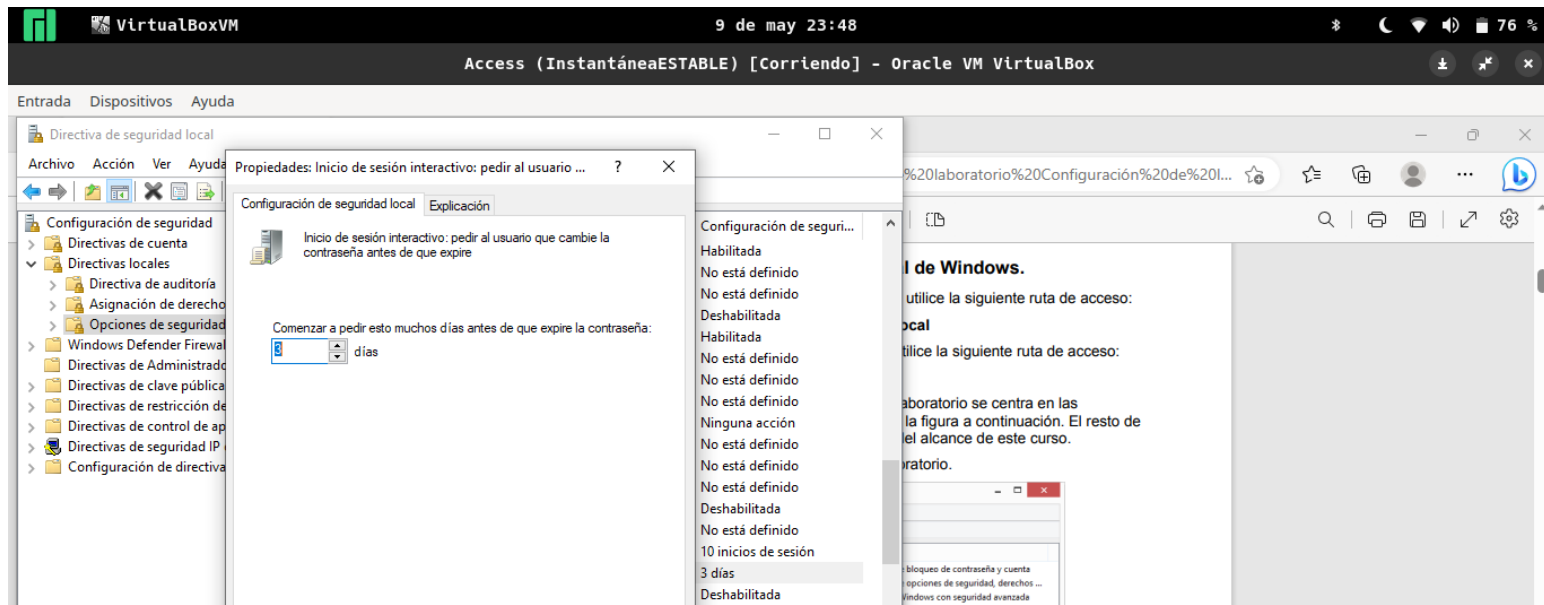 VirtualBoxVM
9 de may 23:48
76 %
Access (InstantáneaESTABLE) [Corriendo] - Oracle VM VirtualBox
Entrada Dispositivos Ayuda
Directiva de seguridad local
Archivo Acción Ver Ayuda
Configuración de seguridad
Directivas de cuenta
Directivas locales
Directiva de auditoría
Asignación de derecho
Opciones de seguridad
Windows Defender Firewal
Directivas de Administrado
Directivas de clave pública
Directivas de restricción de
Directivas de control de ap
Directivas de seguridad IP
Configuración de directiva
Propiedades: Inicio de sesión interactivo: pedir al usuario ... ?
Configuración de seguridad local Explicación
Inicio de sesión interactivo: pedir al usuario que cambie la
contraseña antes de que expire
Comenzar a pedir esto muchos días antes de que expire la contraseña:
3 días
Configuración de seguri...
Habilitada
No está definido
No está definido
Deshabilitada
Habilitada
No está definido
No está definido
No está definido
Ninguna acción
No está definido
No está definido
No está definido
Deshabilitada
No está definido
10 inicios de sesión
3 días
Deshabilitada
%20laboratorio%20Configuración%20de%20l...
l de Windows.
utilice la siguiente ruta de acceso:
ocal
tilice la siguiente ruta de acceso:
aboratorio se centra en las
la figura a continuación. El resto de
del alcance de este curso.
oratorio.
bloqueo de contraseña y cuenta
opciones de seguridad, derechos ...
Windows con seguridad avanzada